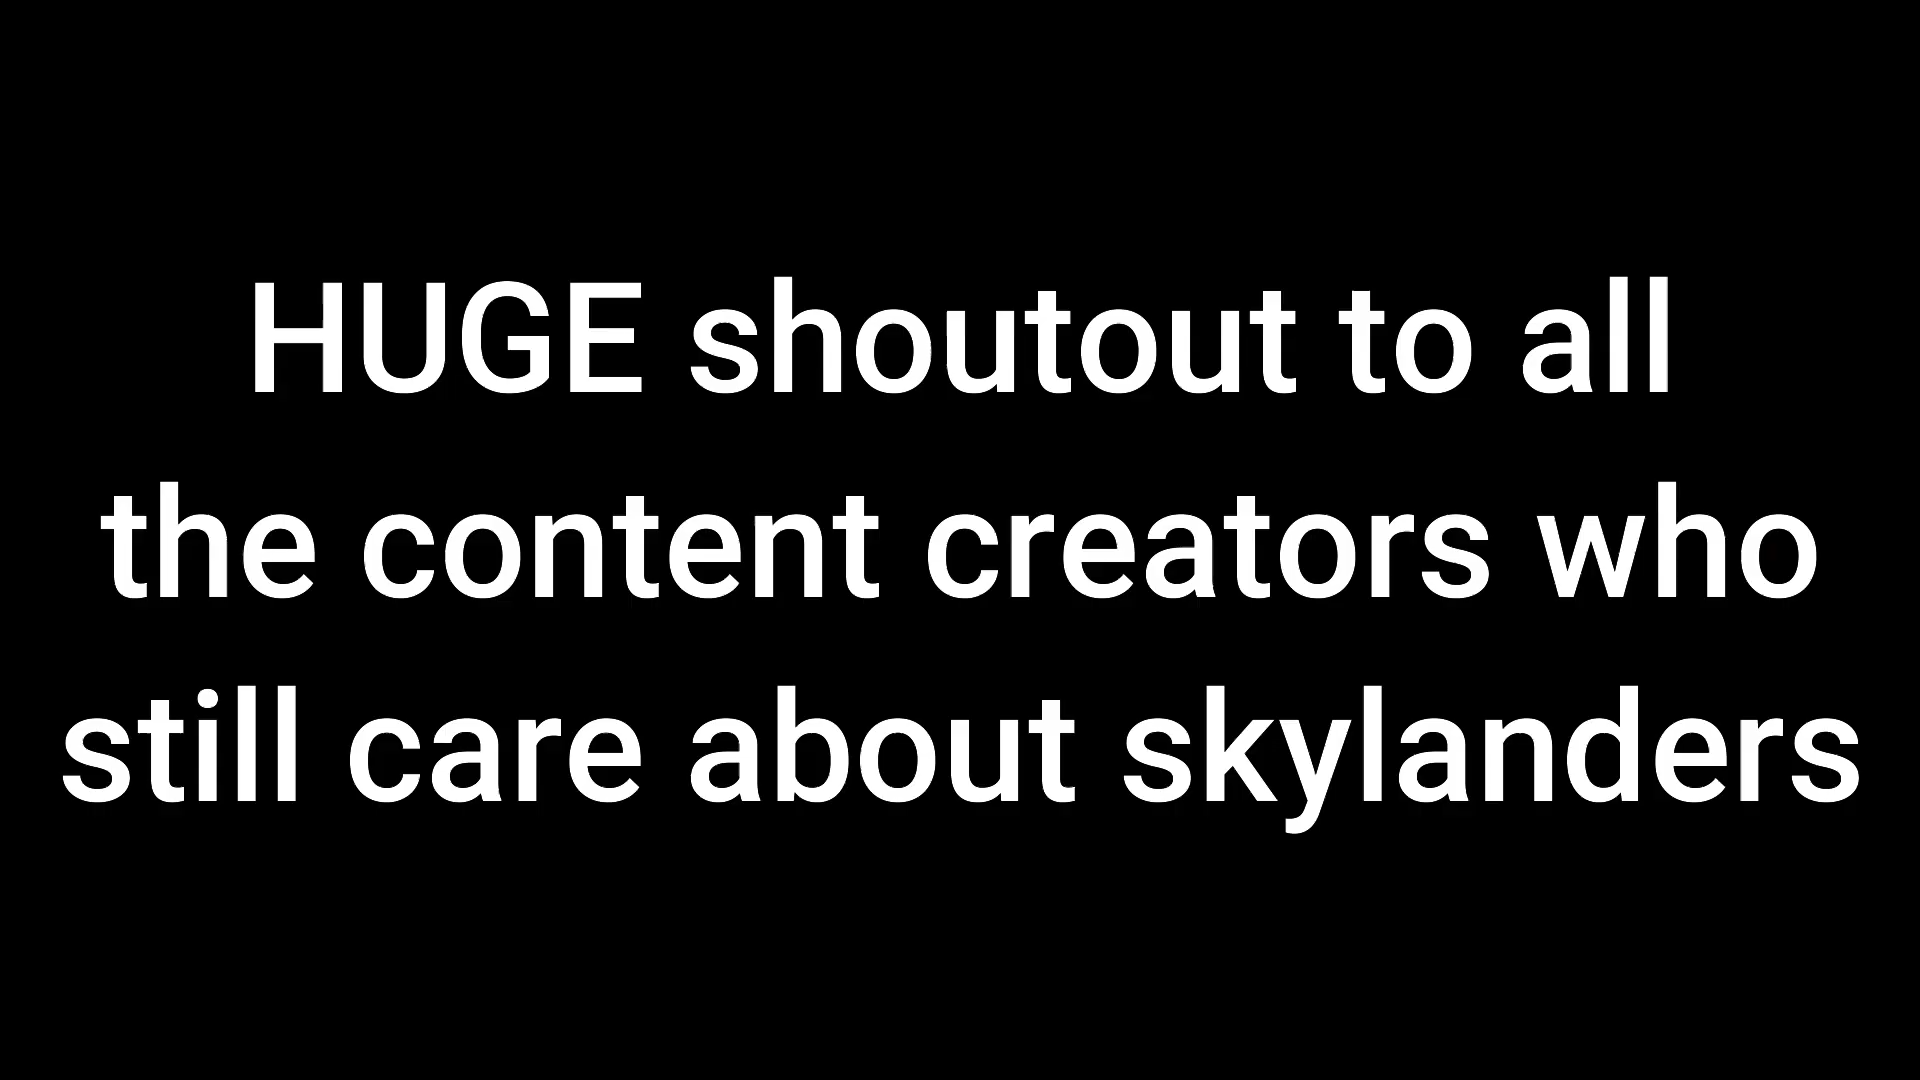 HUGE shoutout to all
the content creators who
still care about skylanders